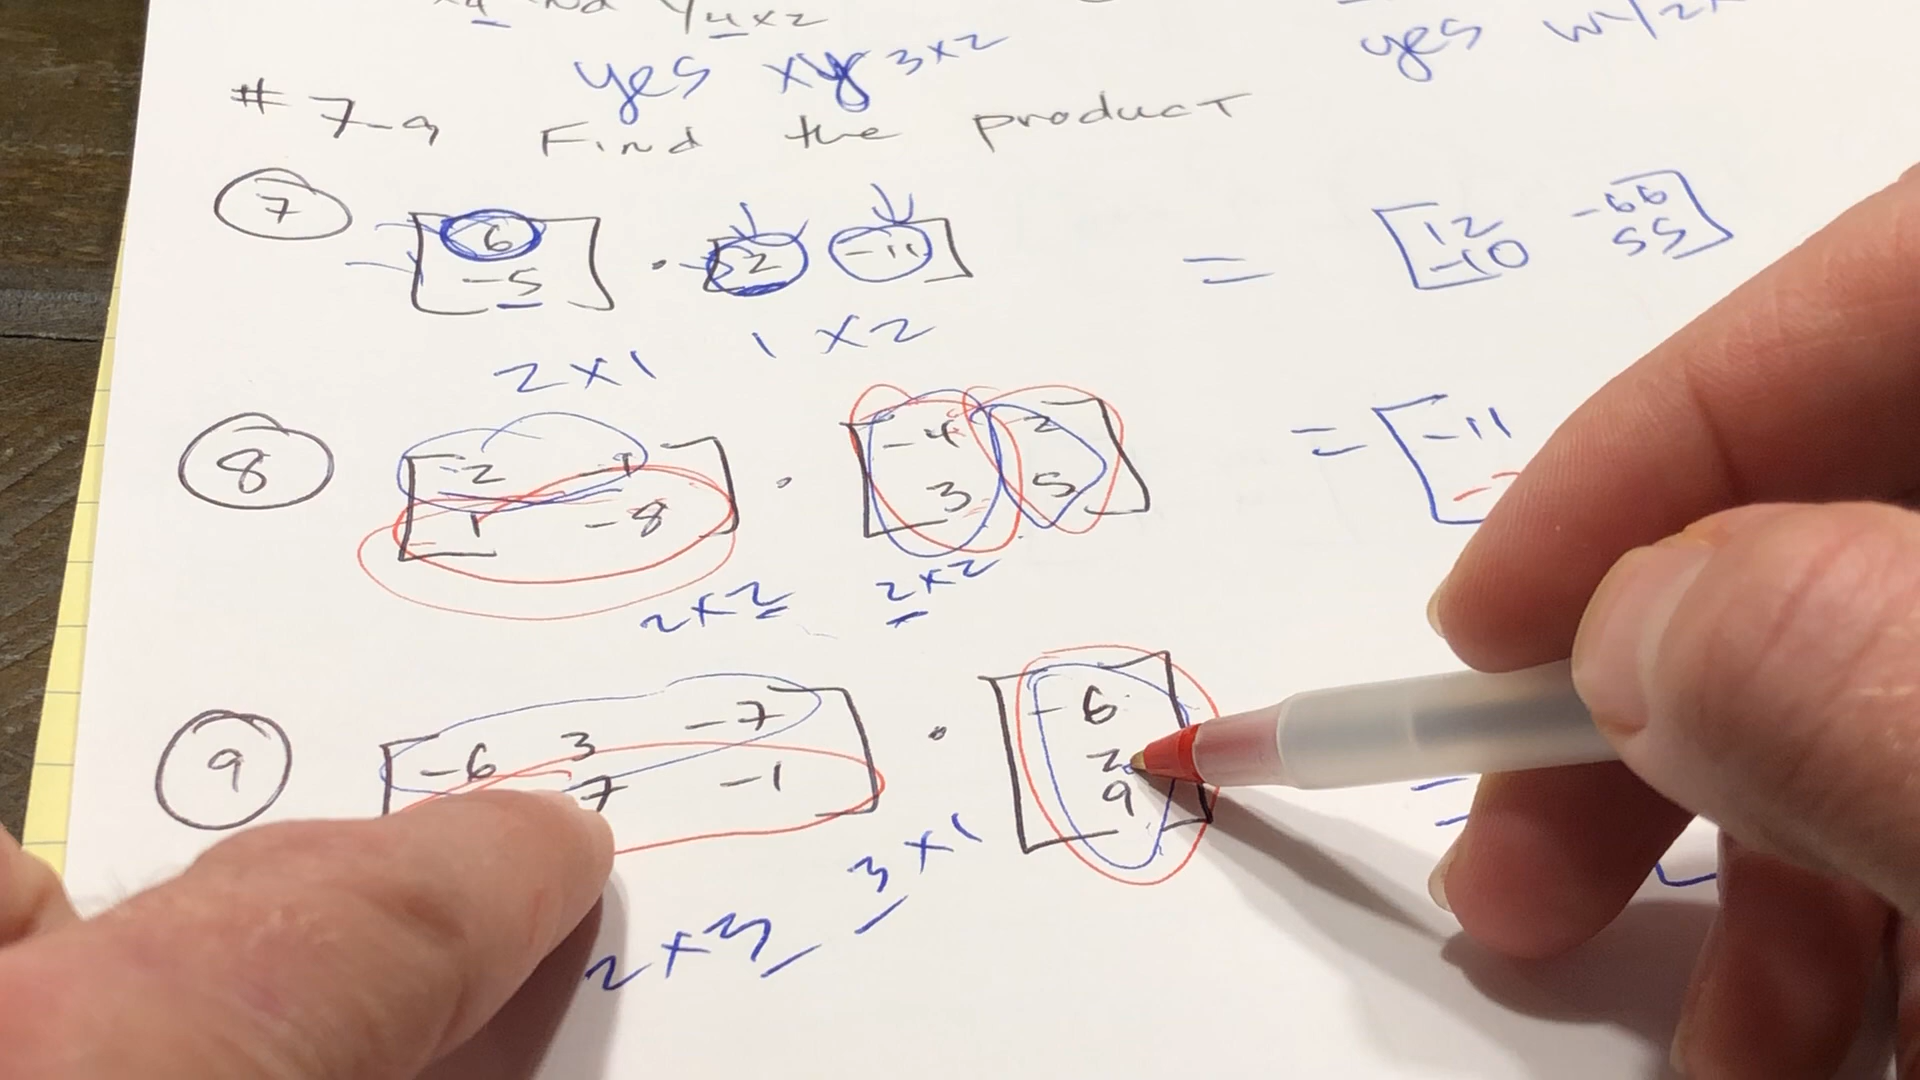 Y4x2
yes xy 3x2
yes w/
# 7-9 Find the product
7
6 2 -11 = 12 -66
-5 -10 55
2x1 1x2
8
-4 2 = -11
1 -8 3 5
2x2 2x2
9
-6 3 -7 -6
7 -1 2 =
9
2x3 3x1